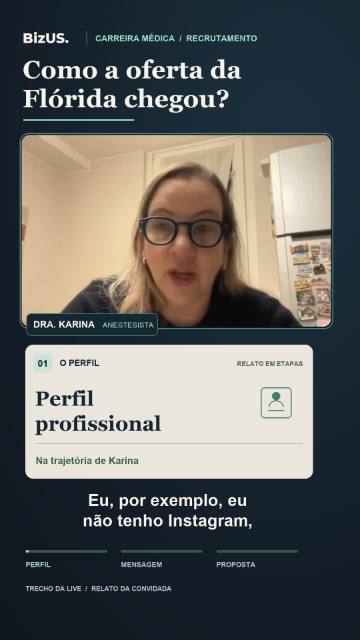 BizUS. CARREIRA MÉDICA / RECRUTAMENTO
Como a oferta da
Flórida chegou?
DRA. KARINA ANESTESISTA
01 O PERFIL RELATO EM ETAPAS
Perfil
profissional
Na trajetória de Karina
Eu, por exemplo, eu
não tenho Instagram,
PERFIL MENSAGEM PROPOSTA
TRECHO DA LIVE / RELATO DA CONVIDADA